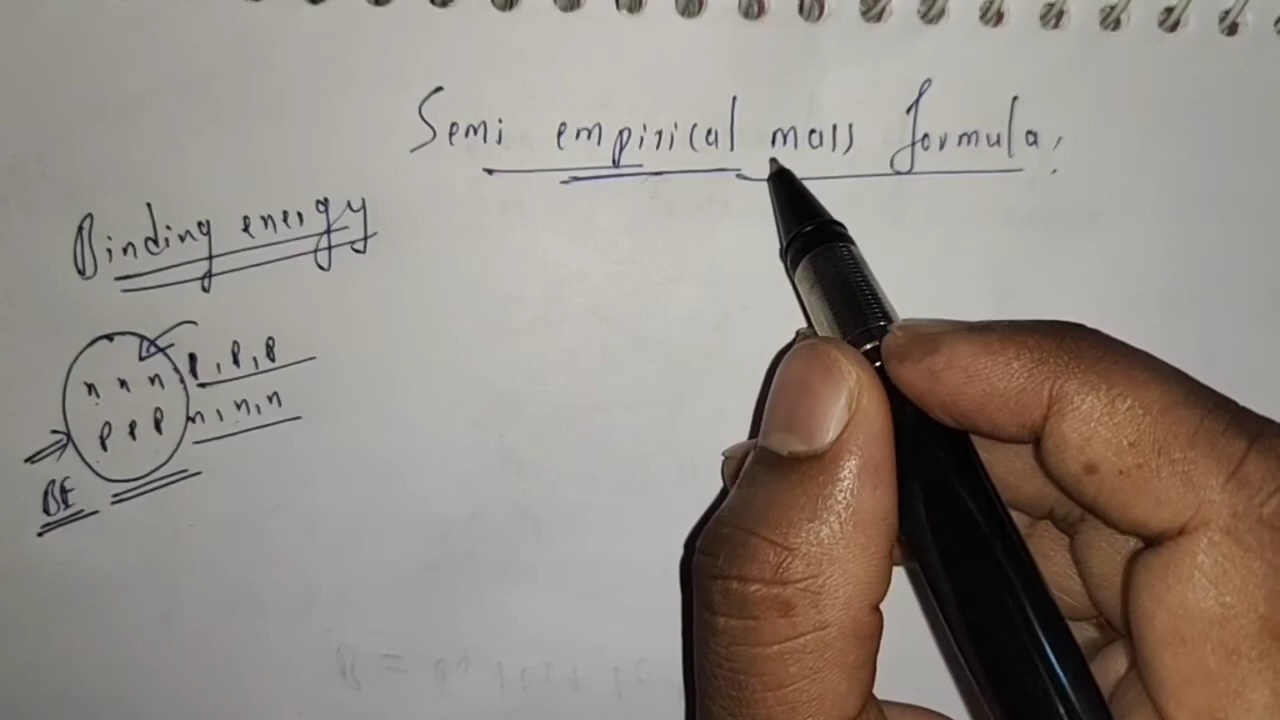 Semi empirical mass formula,
Binding energy
p, p, p
n n n
n, n, n
p p p
BE